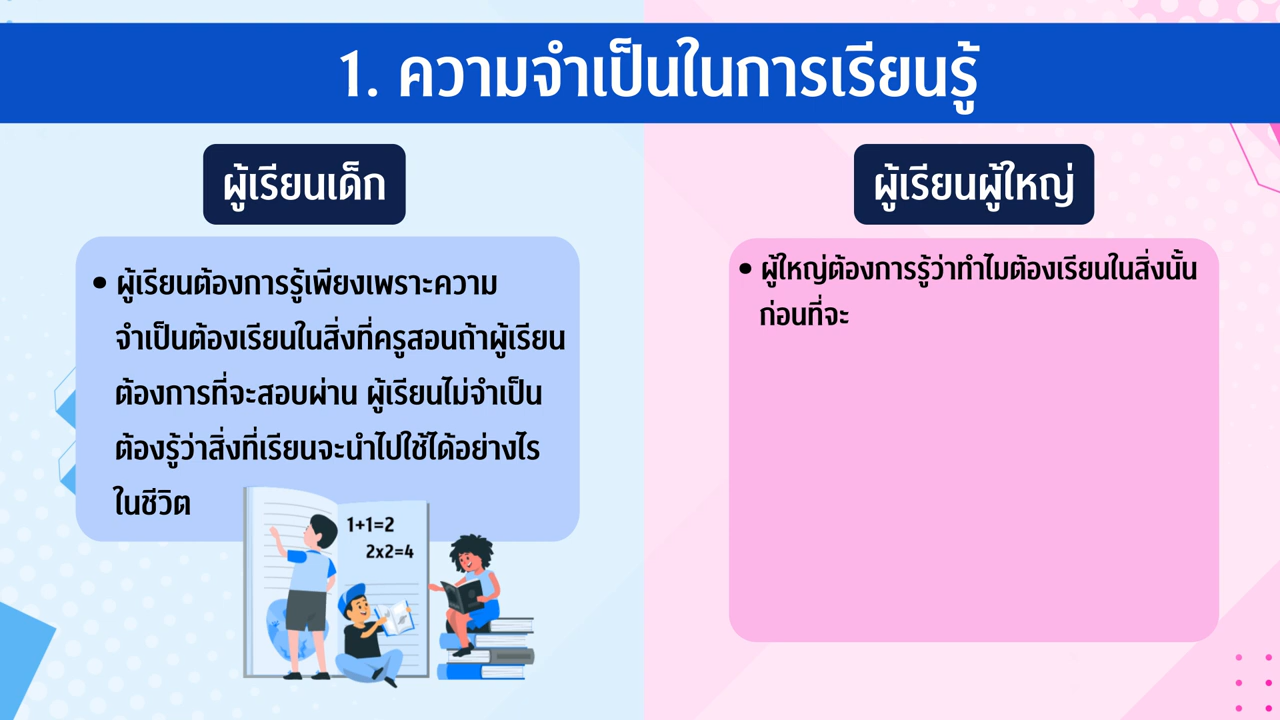 1. ความจำเป็นในการเรียนรู้
ผู้เรียนเด็ก
• ผู้เรียนต้องการรู้เพียงเพราะความ
จำเป็นต้องเรียนในสิ่งที่ครูสอนถ้าผู้เรียน
ต้องการที่จะสอบผ่าน ผู้เรียนไม่จำเป็น
ต้องรู้ว่าสิ่งที่เรียนจะนำไปใช้ได้อย่างไร
ในชีวิต
1+1=2
2x2=4
ผู้เรียนผู้ใหญ่
• ผู้ใหญ่ต้องการรู้ว่าทำไมต้องเรียนในสิ่งนั้น
ก่อนที่จะ